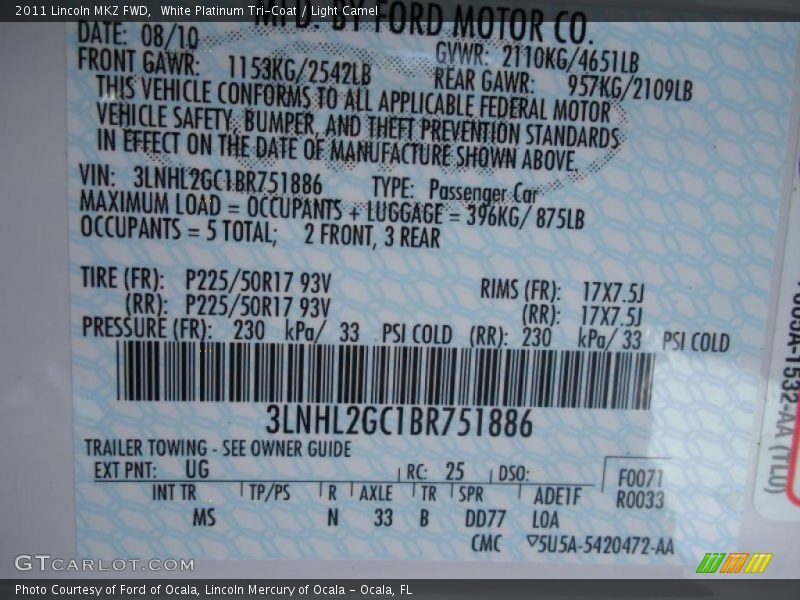 2011 Lincoln MKZ FWD,  White Platinum Tri-Coat / Light Camel
MFD. BY FORD MOTOR CO.
DATE: 08/10
GVWR: 2110KG/4651LB
FRONT GAWR: 1153KG/2542LB
REAR GAWR: 957KG/2109LB
THIS VEHICLE CONFORMS TO ALL APPLICABLE FEDERAL MOTOR
VEHICLE SAFETY, BUMPER, AND THEFT PREVENTION STANDARDS
IN EFFECT ON THE DATE OF MANUFACTURE SHOWN ABOVE.
VIN: 3LNHL2GC1BR751886 TYPE: Passenger Car
MAXIMUM LOAD = OCCUPANTS + LUGGAGE = 396KG/ 875LB
OCCUPANTS = 5 TOTAL; 2 FRONT, 3 REAR
TIRE (FR): P225/50R17 93V RIMS (FR): 17X7.5J
(RR): P225/50R17 93V (RR): 17X7.5J
PRESSURE (FR): 230 kPa/ 33 PSI COLD (RR): 230 kPa/ 33 PSI COLD
3LNHL2GC1BR751886
TRAILER TOWING - SEE OWNER GUIDE
EXT PNT: UG RC: 25 DSO: F0071
R0033
INT TR TP/PS R AXLE TR SPR ADE1F
MS N 33 B DD77 LOA
CMC ▽5U5A-5420472-AA
GTCARLOT.COM
Photo Courtesy of Ford of Ocala, Lincoln Mercury of Ocala - Ocala, FL